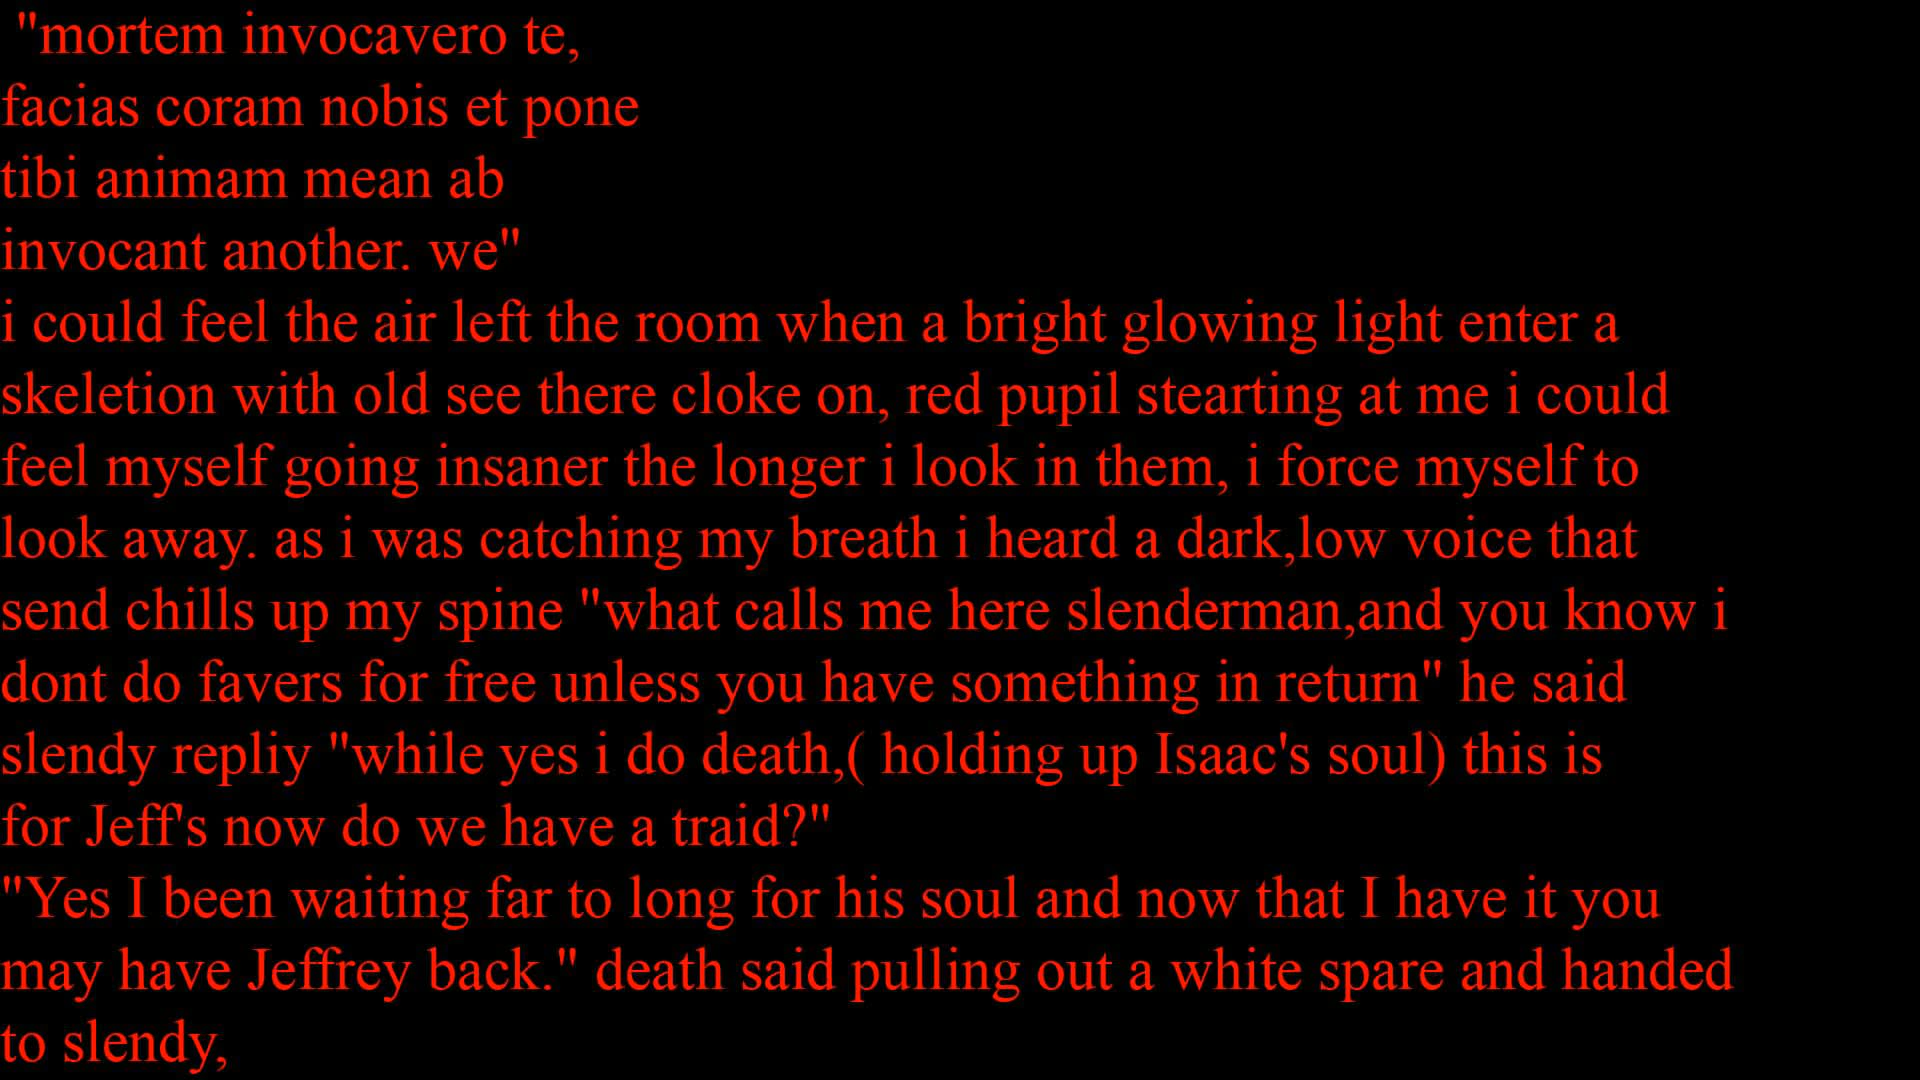 "mortem invocavero te,
facias coram nobis et pone
tibi animam mean ab
invocant another. we"
i could feel the air left the room when a bright glowing light enter a
skeletion with old see there cloke on, red pupil stearting at me i could
feel myself going insaner the longer i look in them, i force myself to
look away. as i was catching my breath i heard a dark,low voice that
send chills up my spine "what calls me here slenderman,and you know i
dont do favers for free unless you have something in return" he said
slendy repliy "while yes i do death,( holding up Isaac's soul) this is
for Jeff's now do we have a traid?"
"Yes I been waiting far to long for his soul and now that I have it you
may have Jeffrey back." death said pulling out a white spare and handed
to slendy,